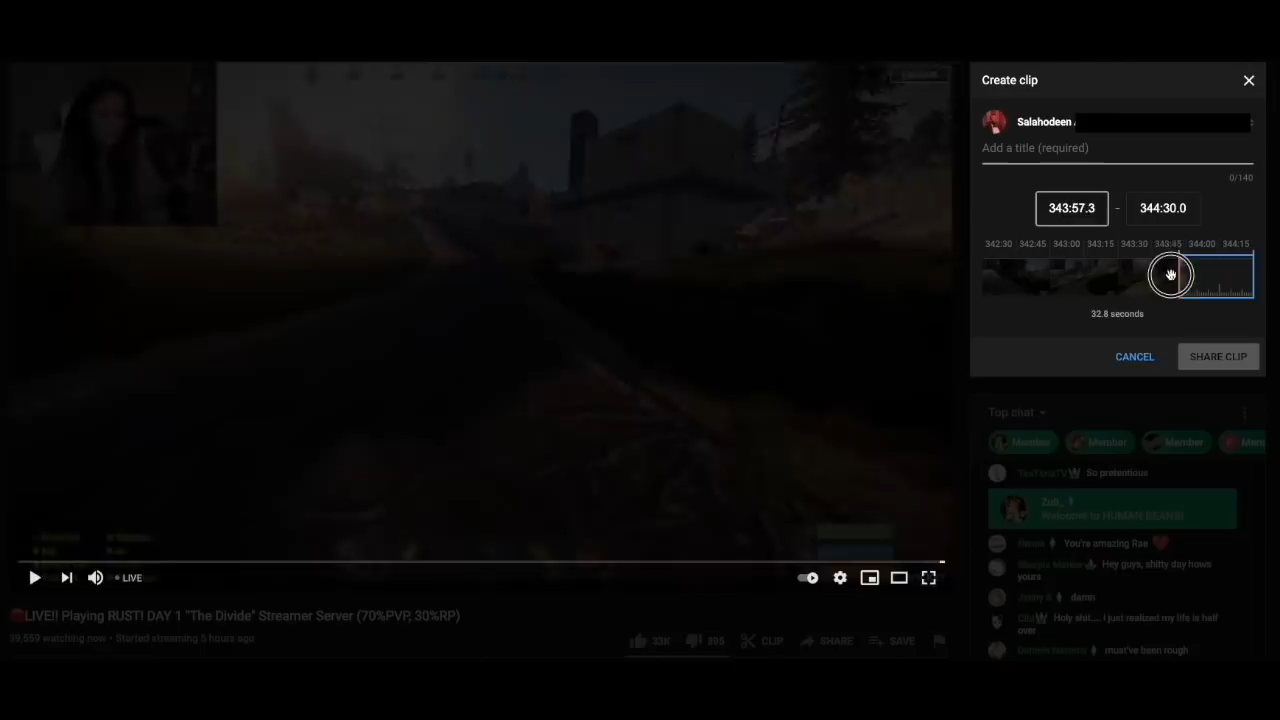 Create clip
Salahodeen
Add a title (required)
0/140
343:57.3 - 344:30.0
342:30 342:45 343:00 343:15 343:30 343:45 344:00 344:15
32.8 seconds
CANCEL SHARE CLIP
Top chat
Member Member Member
So pretentious
Welcome to HUMAN BEANS!
You're amazing Rae
Hey guys, shitty day hows
yours
damn
Holy shit.... i just realized my life is half
over
must've been rough
LIVE
LIVE!! Playing RUST! DAY 1 "The Divide" Streamer Server (70%PVP, 30%RP)
39,559 watching now • Started streaming 5 hours ago
33K 395 CLIP SHARE SAVE